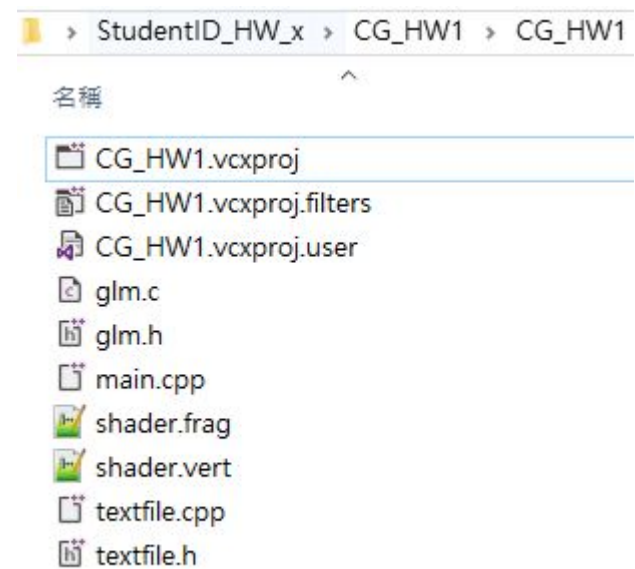 StudentID_HW_x > CG_HW1 > CG_HW1
名稱
CG_HW1.vcxproj
CG_HW1.vcxproj.filters
CG_HW1.vcxproj.user
glm.c
glm.h
main.cpp
shader.frag
shader.vert
textfile.cpp
textfile.h